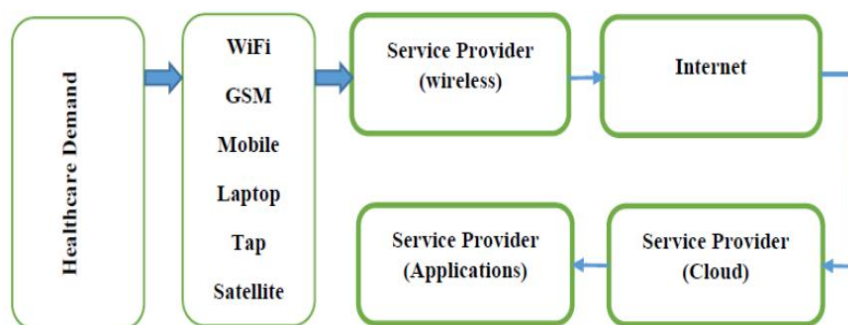 Healthcare Demand
WiFi
GSM
Mobile
Laptop
Tap
Satellite
Service Provider
(wireless)
Internet
Service Provider
(Cloud)
Service Provider
(Applications)